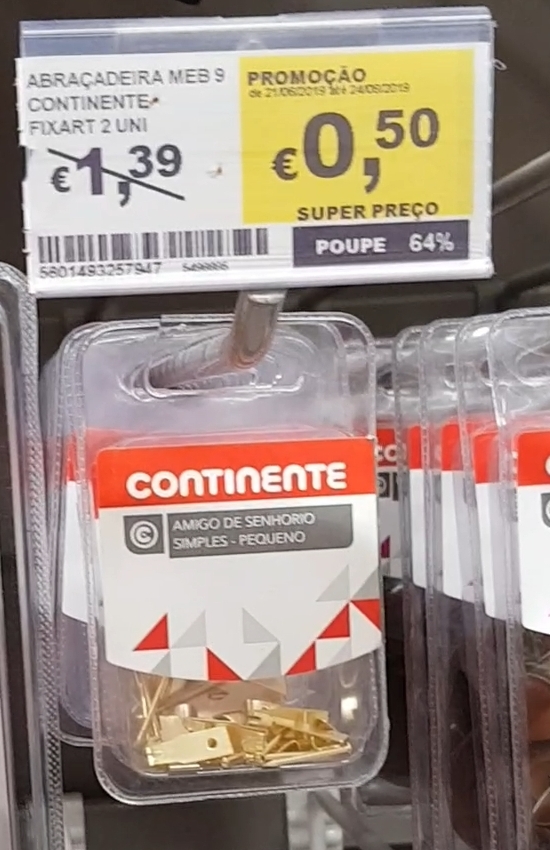 ABRAÇADEIRA MEB 9
CONTINENTE
FIXART 2 UNI
€1,39
PROMOÇÃO
de 21/06/2019 até 24/06/2019
€0,50
SUPER PREÇO
POUPE 64%
5601493257947
CONTINENTE
AMIGO DE SENHORIO
SIMPLES - PEQUENO